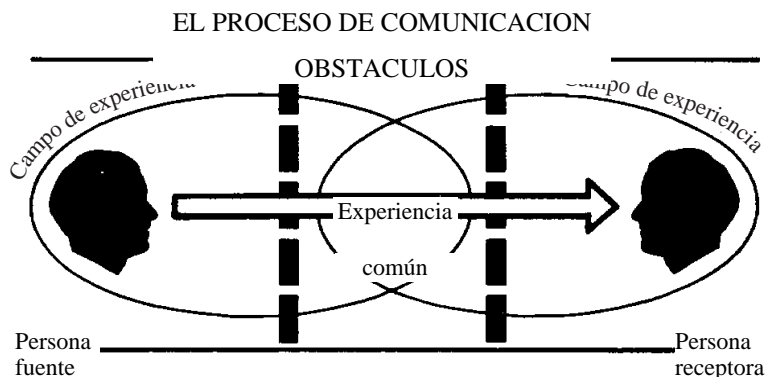 EL PROCESO DE COMUNICACION
OBSTACULOS
Campo de experiencia
Campo de experiencia
Experiencia
común
Persona
fuente
Persona
receptora